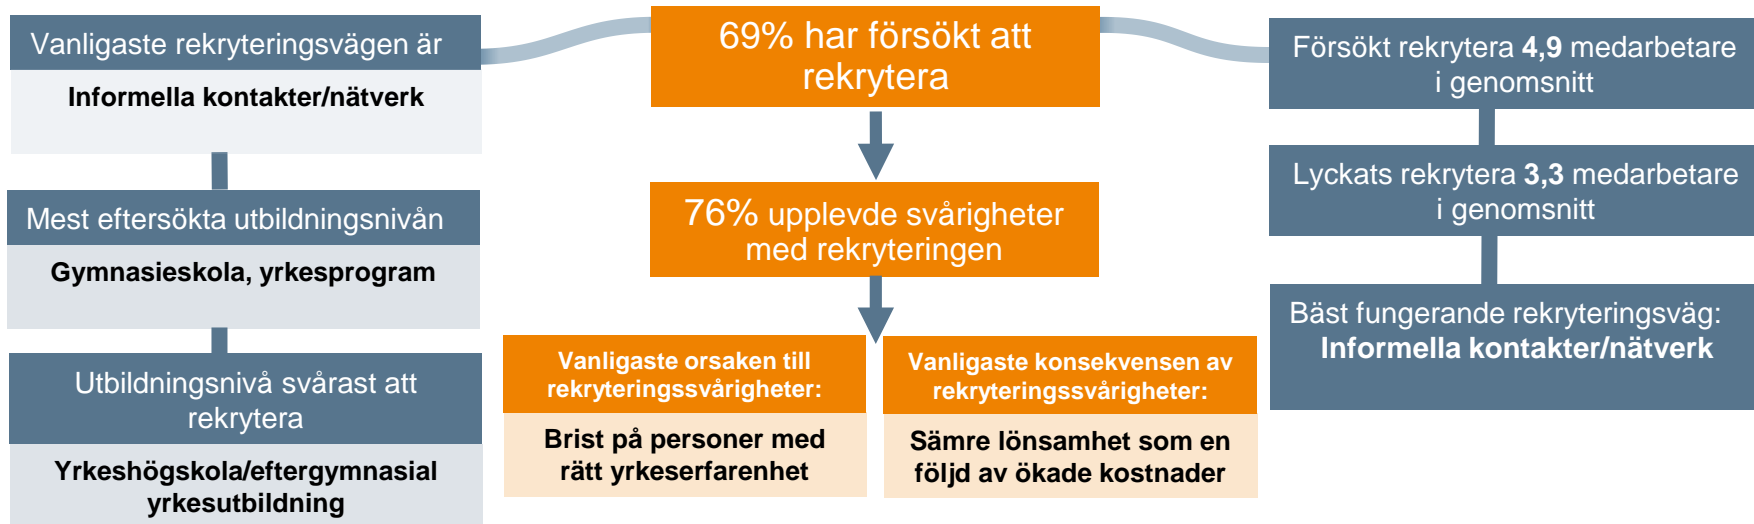 Vanligaste rekryteringsvägen är
Informella kontakter/nätverk
Mest eftersökta utbildningsnivån
Gymnasieskola, yrkesprogram
Utbildningsnivå svårast att
rekrytera
Yrkeshögskola/eftergymnasial
yrkesutbildning
69% har försökt att
rekrytera
76% upplevde svårigheter
med rekryteringen
Vanligaste orsaken till
rekryteringssvårigheter:
Brist på personer med
rätt yrkeserfarenhet
Vanligaste konsekvensen av
rekryteringssvårigheter:
Sämre lönsamhet som en
följd av ökade kostnader
Försökt rekrytera 4,9 medarbetare
i genomsnitt
Lyckats rekrytera 3,3 medarbetare
i genomsnitt
Bäst fungerande rekryteringsväg:
Informella kontakter/nätverk